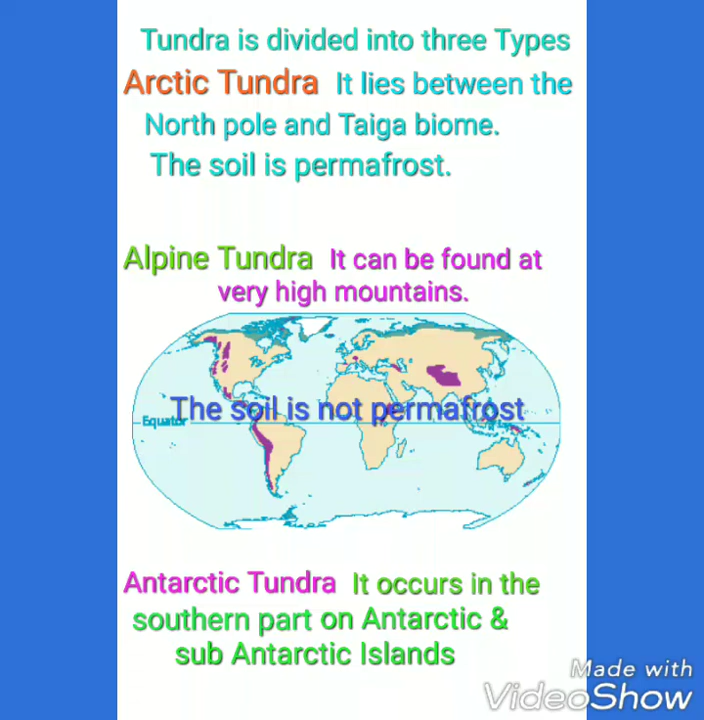 Tundra is divided into three Types
Arctic Tundra It lies between the
North pole and Taiga biome.
The soil is permafrost.
Alpine Tundra It can be found at
very high mountains.
The soil is not permafrost
Equator
Antarctic Tundra It occurs in the
southern part on Antarctic &
sub Antarctic Islands
Made with
VideoShow